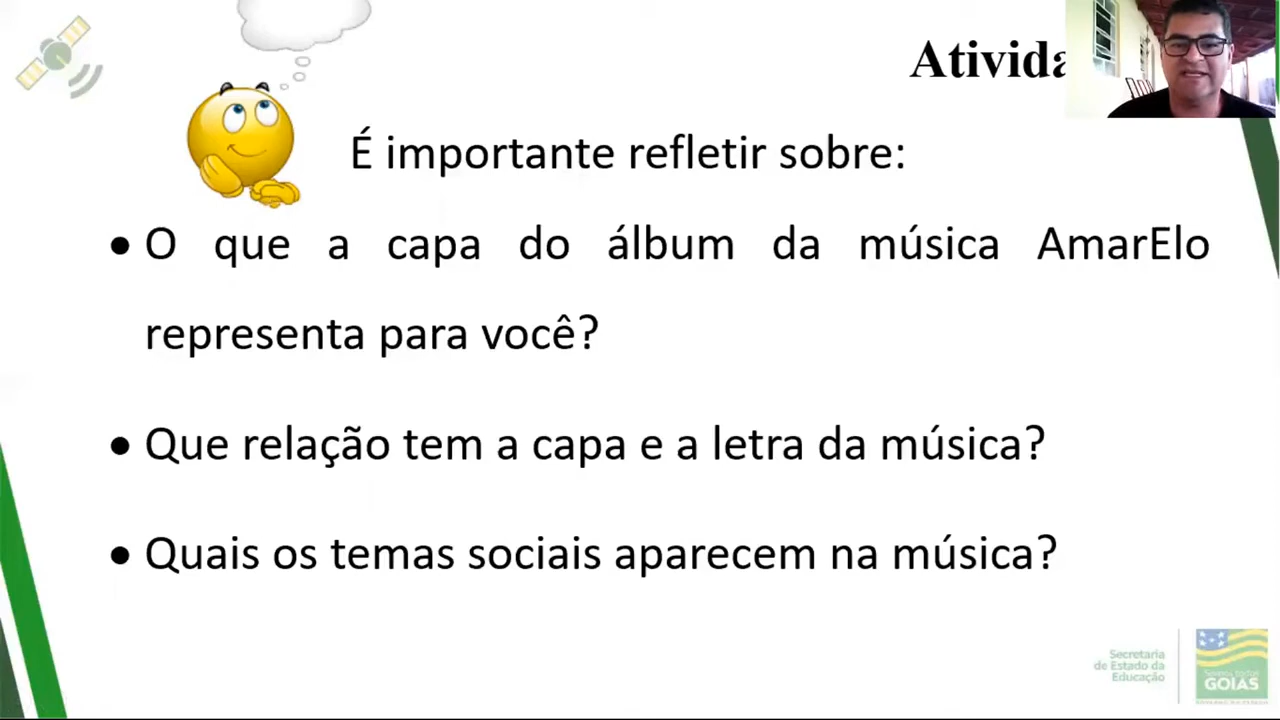 Ativida
É importante refletir sobre:
• O que a capa do álbum da música AmarElo
representa para você?
• Que relação tem a capa e a letra da música?
• Quais os temas sociais aparecem na música?
Secretaria
de Estado da
Educação
GOIÁS